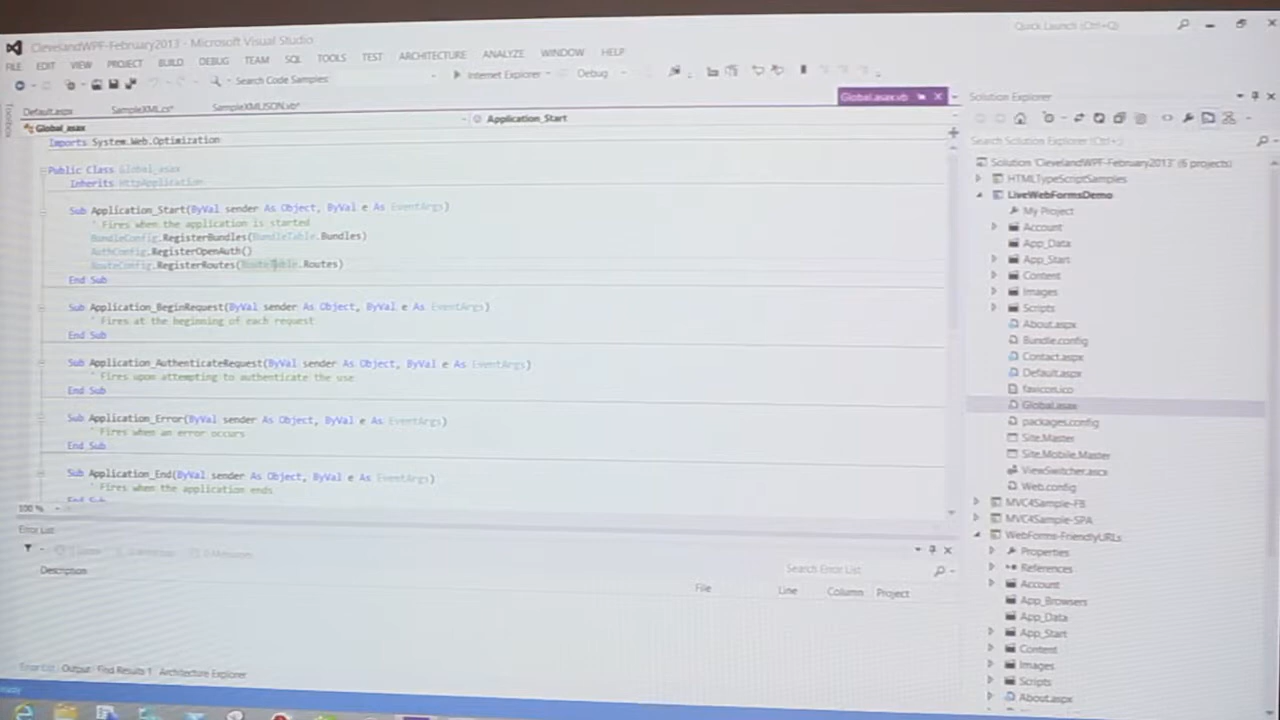 ClevelandWPF-February2013 - Microsoft Visual Studio
Quick Launch (Ctrl+Q)
FILE EDIT VIEW PROJECT BUILD DEBUG TEAM SQL TOOLS TEST ARCHITECTURE ANALYZE WINDOW HELP
Search Code Samples
Internet Explorer
Debug
Toolbox
Default.aspx
SampleXML.cs*
SampleXMLJSON.vb*
Global.asax.vb
Global_asax
Application_Start
Imports System.Web.Optimization
Public Class Global_asax
Inherits HttpApplication
Sub Application_Start(ByVal sender As Object, ByVal e As EventArgs)
' Fires when the application is started
BundleConfig.RegisterBundles(BundleTable.Bundles)
AuthConfig.RegisterOpenAuth()
RouteConfig.RegisterRoutes(RouteTable.Routes)
End Sub
Sub Application_BeginRequest(ByVal sender As Object, ByVal e As EventArgs)
' Fires at the beginning of each request
End Sub
Sub Application_AuthenticateRequest(ByVal sender As Object, ByVal e As EventArgs)
' Fires upon attempting to authenticate the use
End Sub
Sub Application_Error(ByVal sender As Object, ByVal e As EventArgs)
' Fires when an error occurs
End Sub
Sub Application_End(ByVal sender As Object, ByVal e As EventArgs)
' Fires when the application ends
End Sub
100 %
Error List
Search Error List
Description
File
Line
Column
Project
Error List Output Find Results 1 Architecture Explorer
Ready
Solution Explorer
Search Solution Explorer (Ctrl+;)
Solution 'ClevelandWPF-February2013' (6 projects)
HTMLTypeScriptSamples
LiveWebFormsDemo
My Project
Account
App_Data
App_Start
Content
Images
Scripts
About.aspx
Bundle.config
Contact.aspx
Default.aspx
favicon.ico
Global.asax
packages.config
Site.Master
Site.Mobile.Master
ViewSwitcher.ascx
Web.config
MVC4Sample-FB
MVC4Sample-SPA
WebForms-FriendlyURLs
Properties
References
Account
App_Browsers
App_Data
App_Start
Content
Images
Scripts
About.aspx